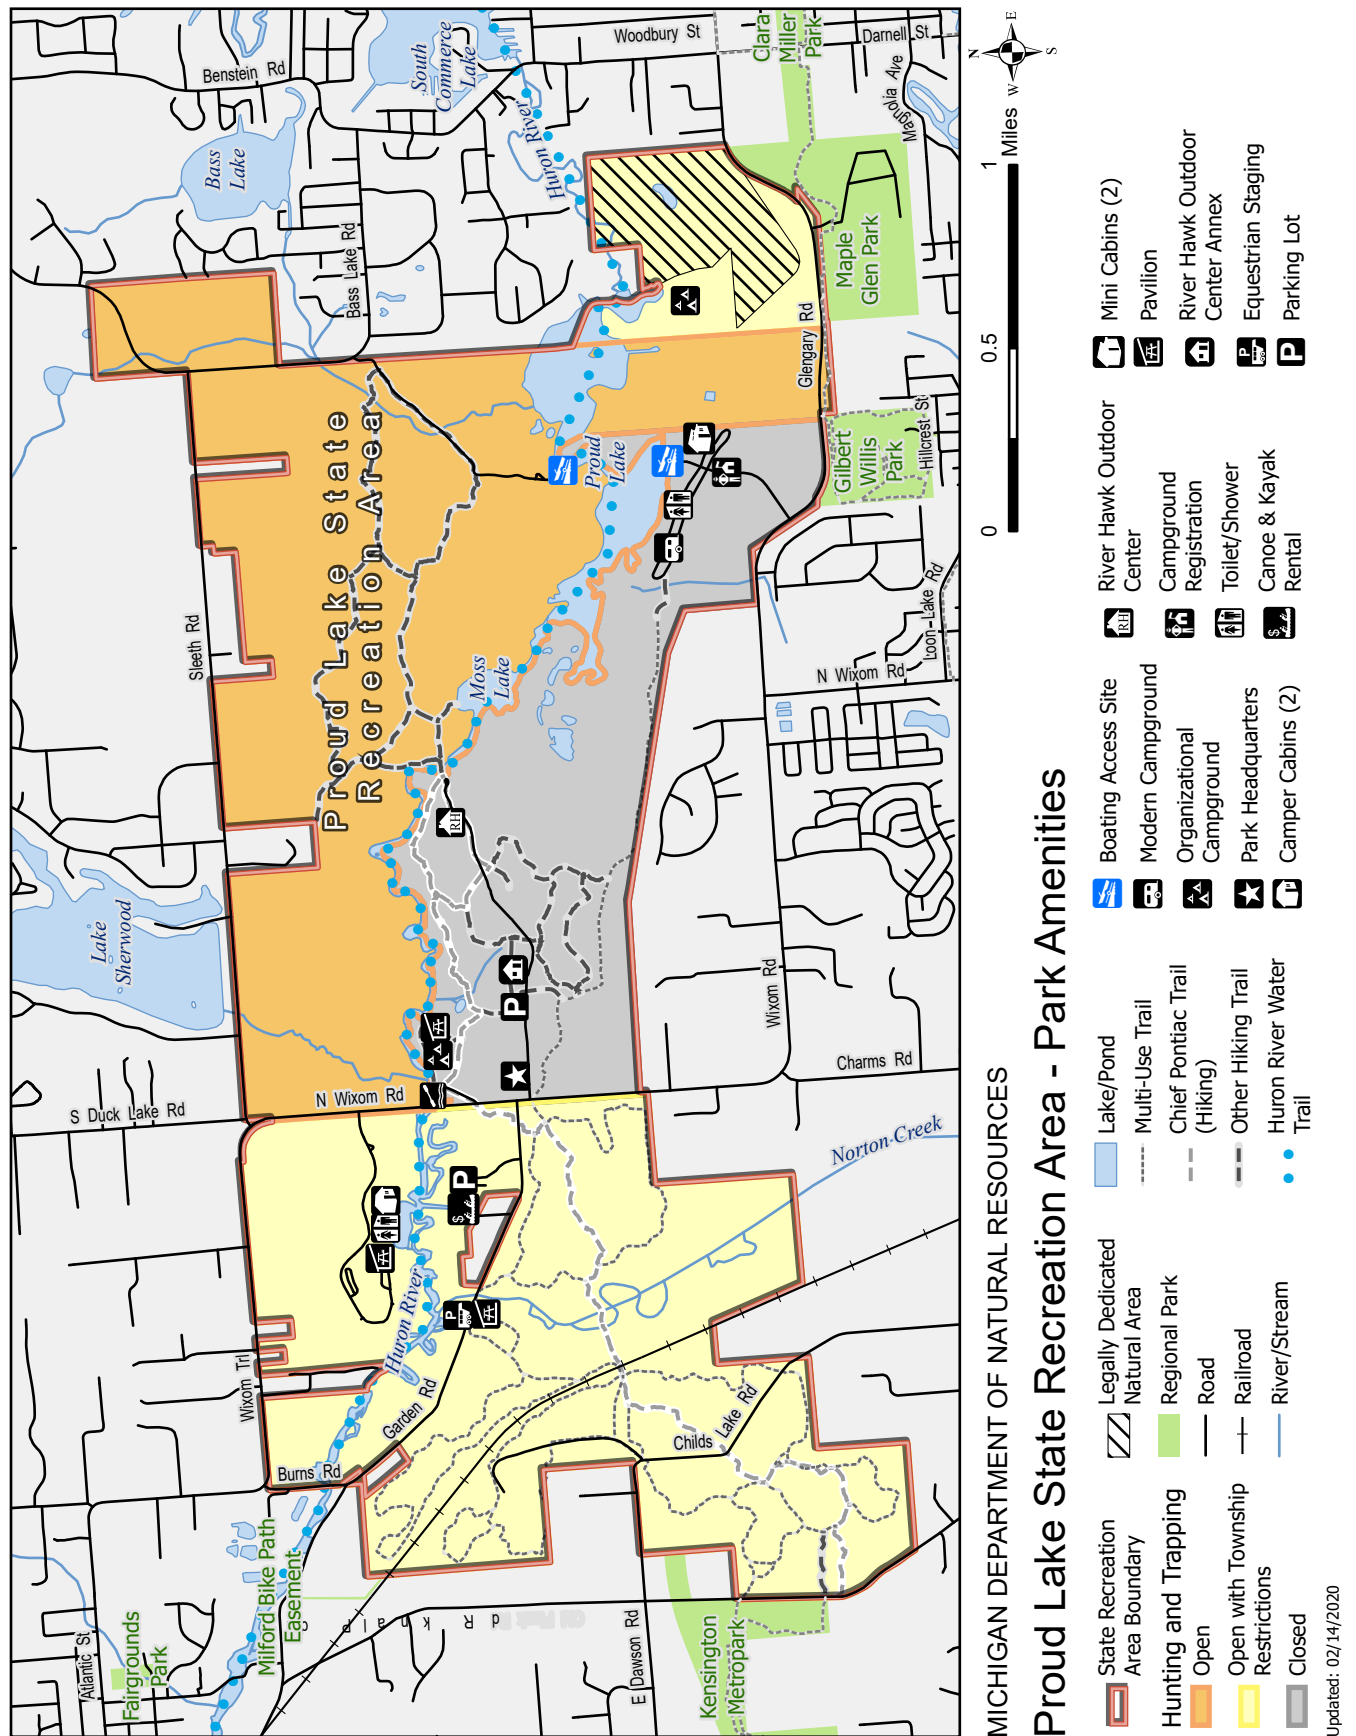 Woodbury St
Clara
Miller
Park
Darnell St
Magnolia Ave
South
Commerce
Lake
Benstein Rd
Bass
Lake
Huron River
Bass Lake Rd
Maple
Glen Park
Glengary Rd
Gilbert
Willis
Park
Hillcrest St
Proud
Lake
Proud Lake State
Recreation Area
Sleeth Rd
Loon Lake Rd
N Wixom Rd
Moss
Lake
RH
Lake
Sherwood
Wixom Rd
Charms Rd
P
N Wixom Rd
S Duck Lake Rd
Norton Creek
P
$
P
Huron River
Wixom Trl
Garden Rd
Childs Lake Rd
Burns Rd
Milford Bike Path
Easement
Fairgrounds
Park
Atlantic St
E Dawson Rd
Kensington
Metropark
N
E
S
W
0
0.5
1
Miles
MICHIGAN DEPARTMENT OF NATURAL RESOURCES
Proud Lake State Recreation Area - Park Amenities
State Recreation
Area Boundary
Hunting and Trapping
Open
Open with Township
Restrictions
Closed
Legally Dedicated
Natural Area
Regional Park
Road
Railroad
River/Stream
Lake/Pond
Multi-Use Trail
Chief Pontiac Trail
(Hiking)
Other Hiking Trail
Huron River Water
Trail
Boating Access Site
Modern Campground
Organizational
Campground
Park Headquarters
Camper Cabins (2)
RH
River Hawk Outdoor
Center
Campground
Registration
Toilet/Shower
$
Canoe & Kayak
Rental
Mini Cabins (2)
Pavilion
River Hawk Outdoor
Center Annex
P
Equestrian Staging
P
Parking Lot
Updated: 02/14/2020